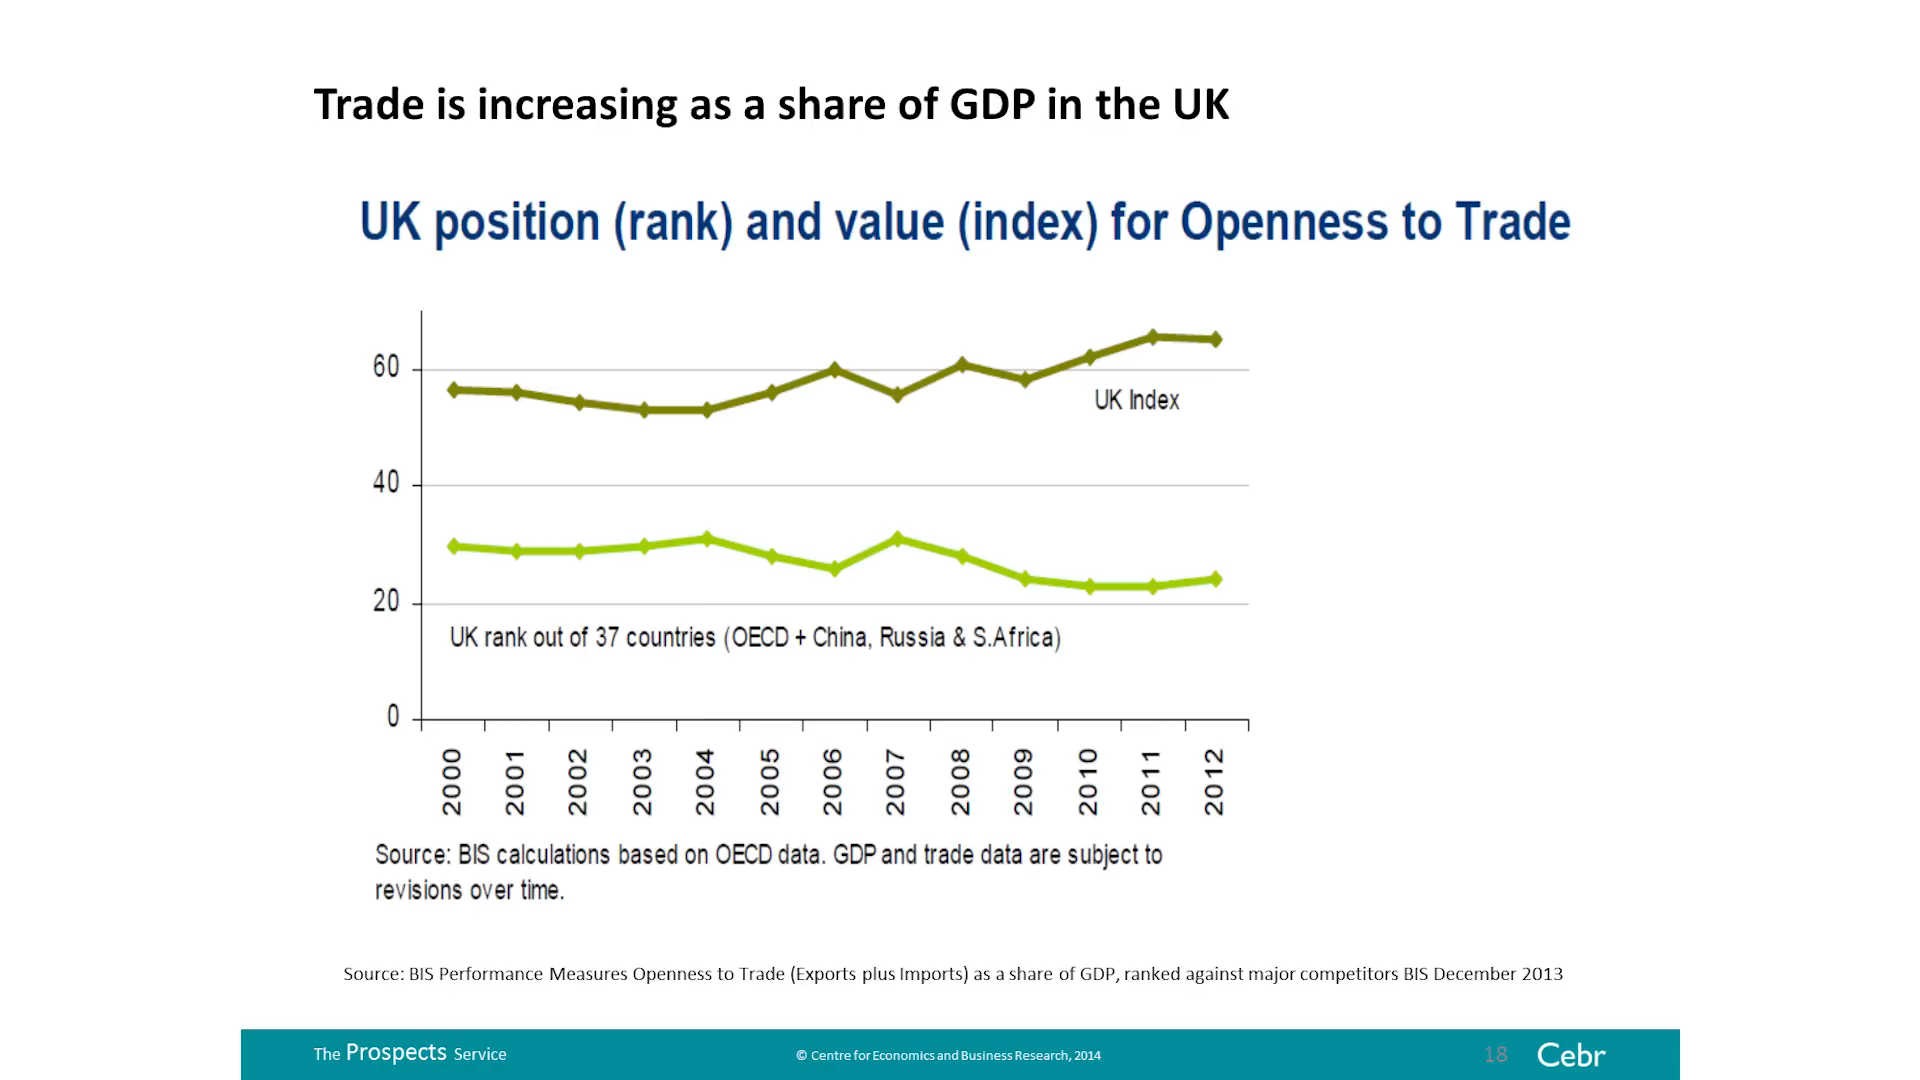 Trade is increasing as a share of GDP in the UK
UK position (rank) and value (index) for Openness to Trade
60
UK Index
40
20
UK rank out of 37 countries (OECD + China, Russia & S.Africa)
0
2000 2001 2002 2003 2004 2005 2006 2007 2008 2009 2010 2011 2012
Source: BIS calculations based on OECD data. GDP and trade data are subject to
revisions over time.
Source: BIS Performance Measures Openness to Trade (Exports plus Imports) as a share of GDP, ranked against major competitors BIS December 2013
The Prospects Service © Centre for Economics and Business Research, 2014 18 Cebr